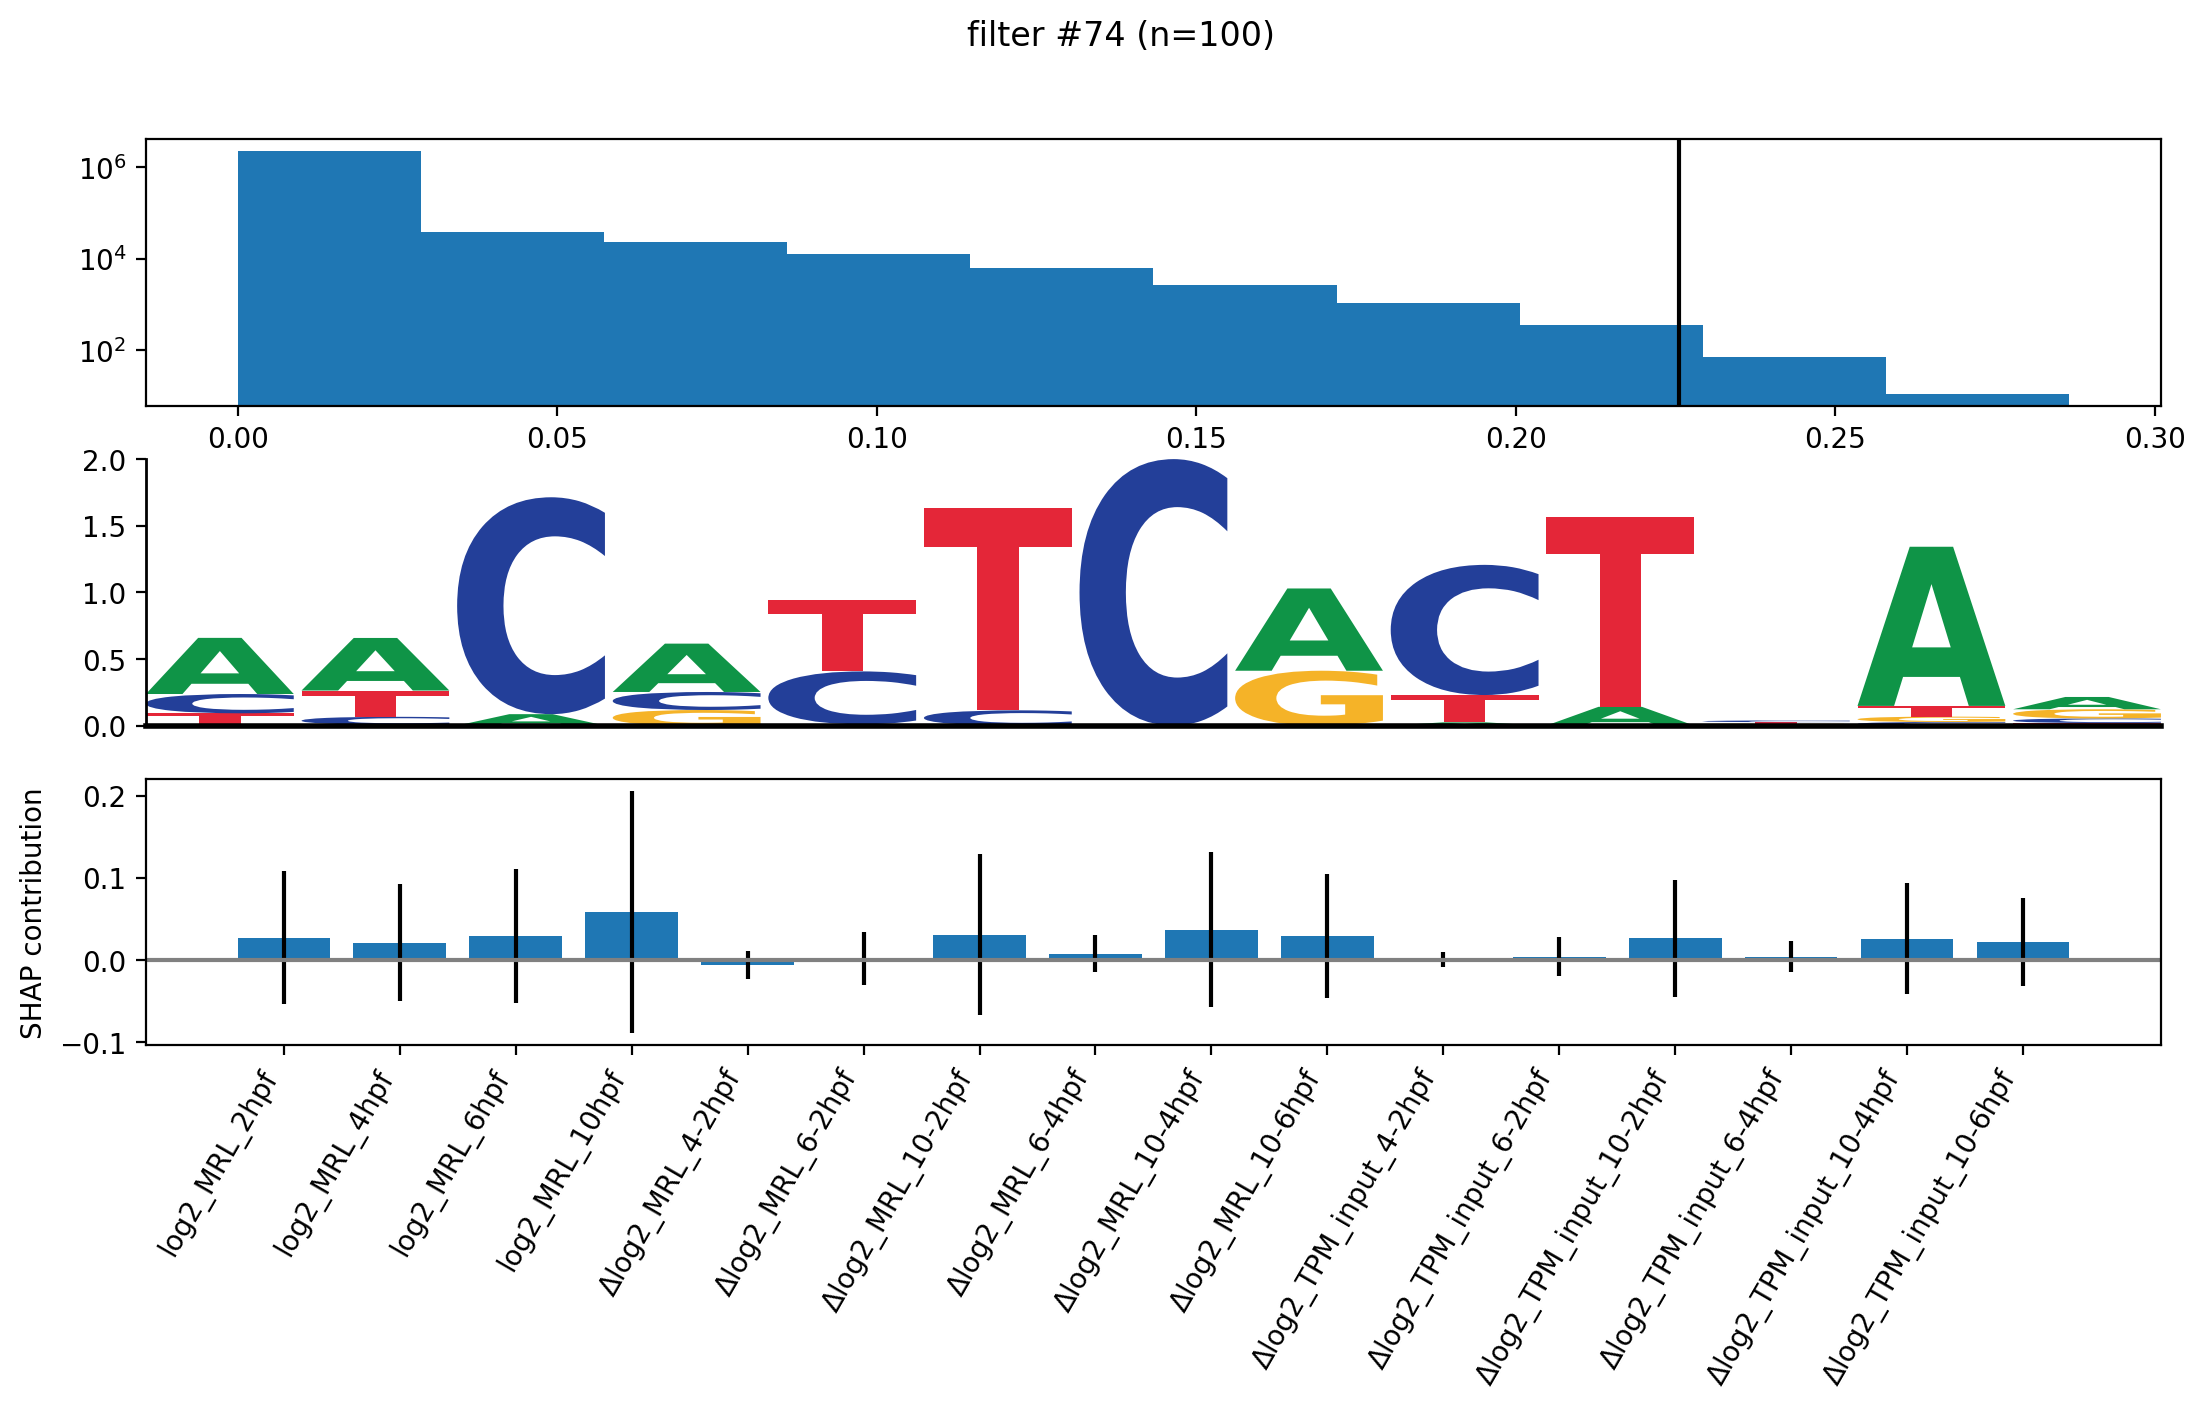 filter #74 (n=100)
10^6
10^4
10^2
0.00 0.05 0.10 0.15 0.20 0.25 0.30
2.0
1.5
1.0
0.5
0.0
A A C A T T C A C T A A
C T A C C C G T A T G
T C G A G C
SHAP contribution
0.2
0.1
0.0
−0.1
log2_MRL_2hpf
log2_MRL_4hpf
log2_MRL_6hpf
log2_MRL_10hpf
Δlog2_MRL_4-2hpf
Δlog2_MRL_6-2hpf
Δlog2_MRL_10-2hpf
Δlog2_MRL_6-4hpf
Δlog2_MRL_10-4hpf
Δlog2_MRL_10-6hpf
Δlog2_TPM_input_4-2hpf
Δlog2_TPM_input_6-2hpf
Δlog2_TPM_input_10-2hpf
Δlog2_TPM_input_6-4hpf
Δlog2_TPM_input_10-4hpf
Δlog2_TPM_input_10-6hpf